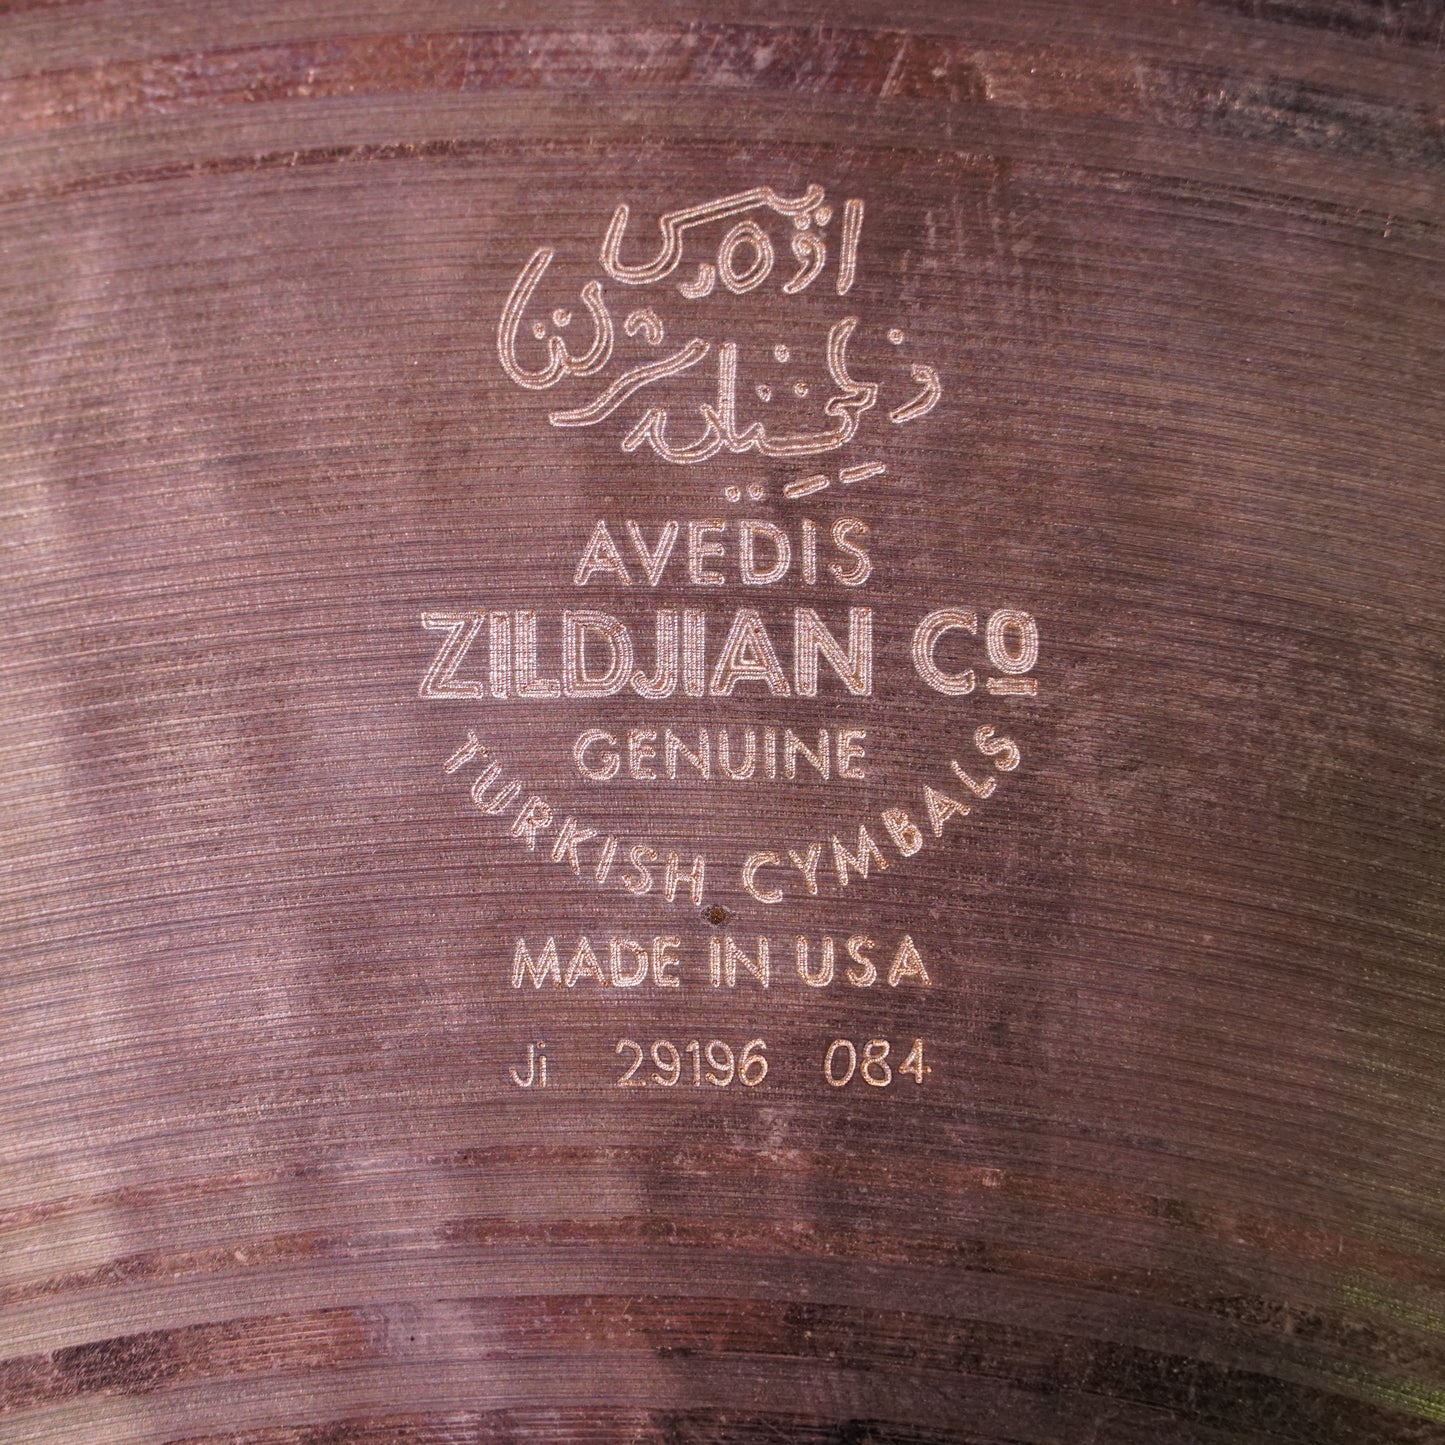 AVEDIS
ZILDJIAN Cº
GENUINE
TURKISH CYMBALS
MADE IN USA
Ji 29196 084